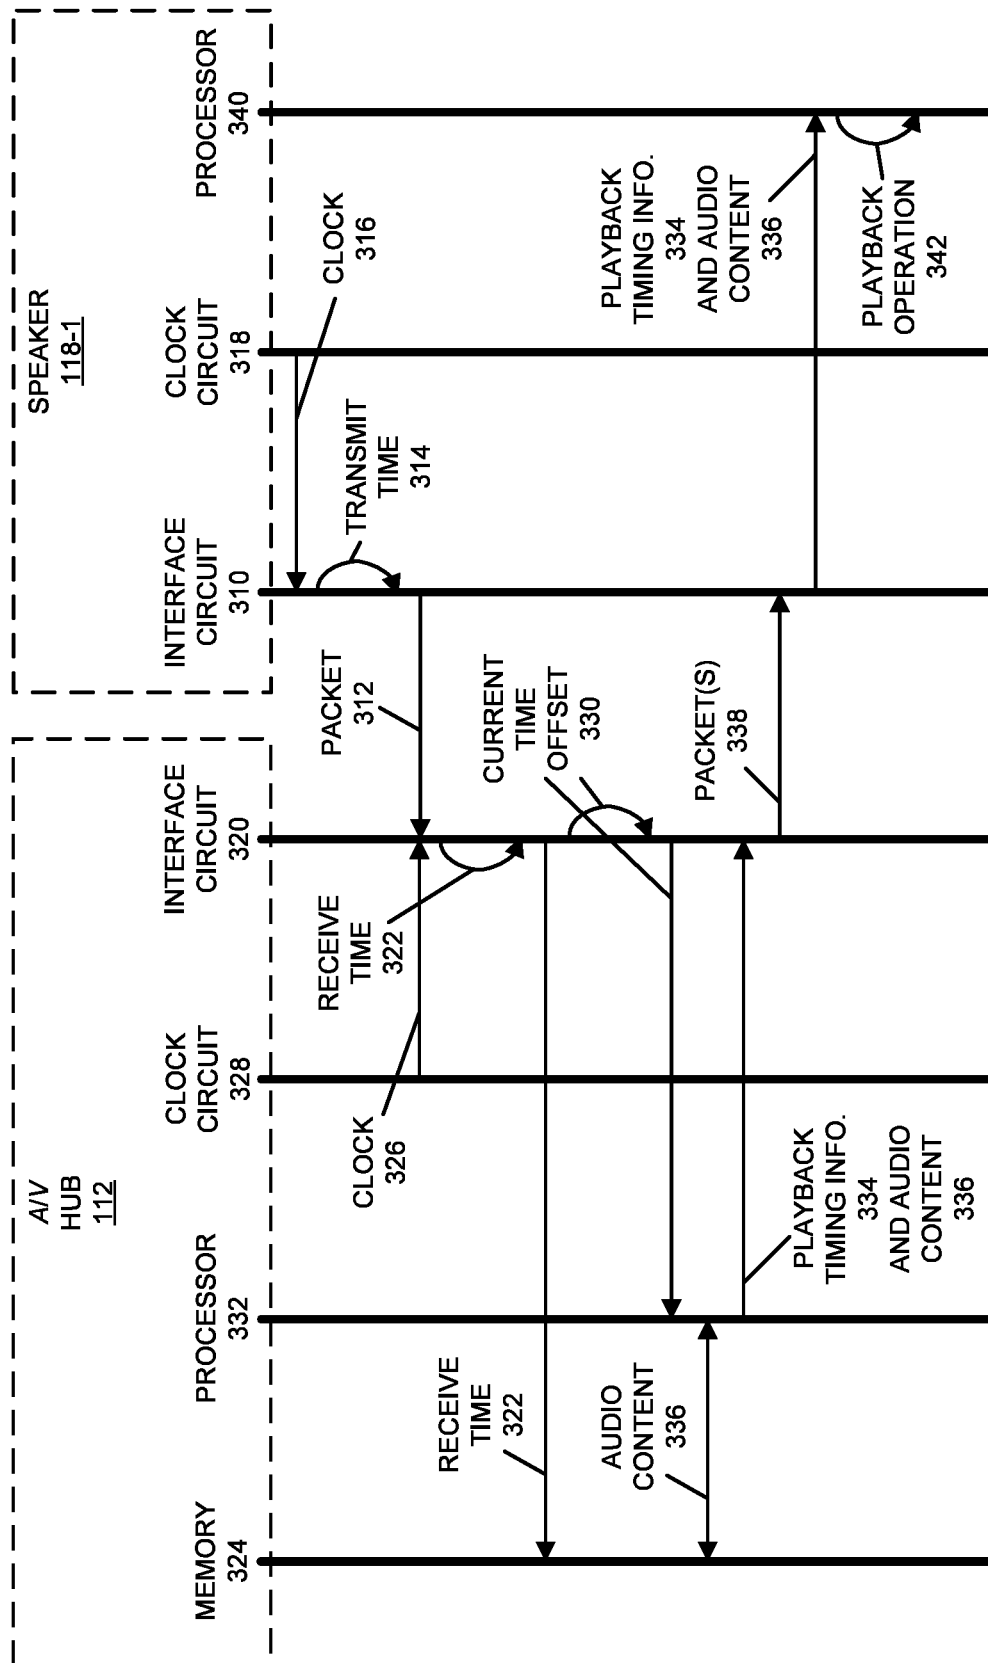 A/V
HUB
112
SPEAKER
118-1
MEMORY
324
PROCESSOR
332
CLOCK
CIRCUIT
328
INTERFACE
CIRCUIT
320
INTERFACE
CIRCUIT
310
CLOCK
CIRCUIT
318
PROCESSOR
340
CLOCK
316
TRANSMIT
TIME
314
PACKET
312
CLOCK
326
RECEIVE
TIME
322
RECEIVE
TIME
322
CURRENT
TIME
OFFSET
330
AUDIO
CONTENT
336
PLAYBACK
TIMING INFO.
334
AND AUDIO
CONTENT
336
PACKET(S)
338
PLAYBACK
TIMING INFO.
334
AND AUDIO
CONTENT
336
PLAYBACK
OPERATION
342